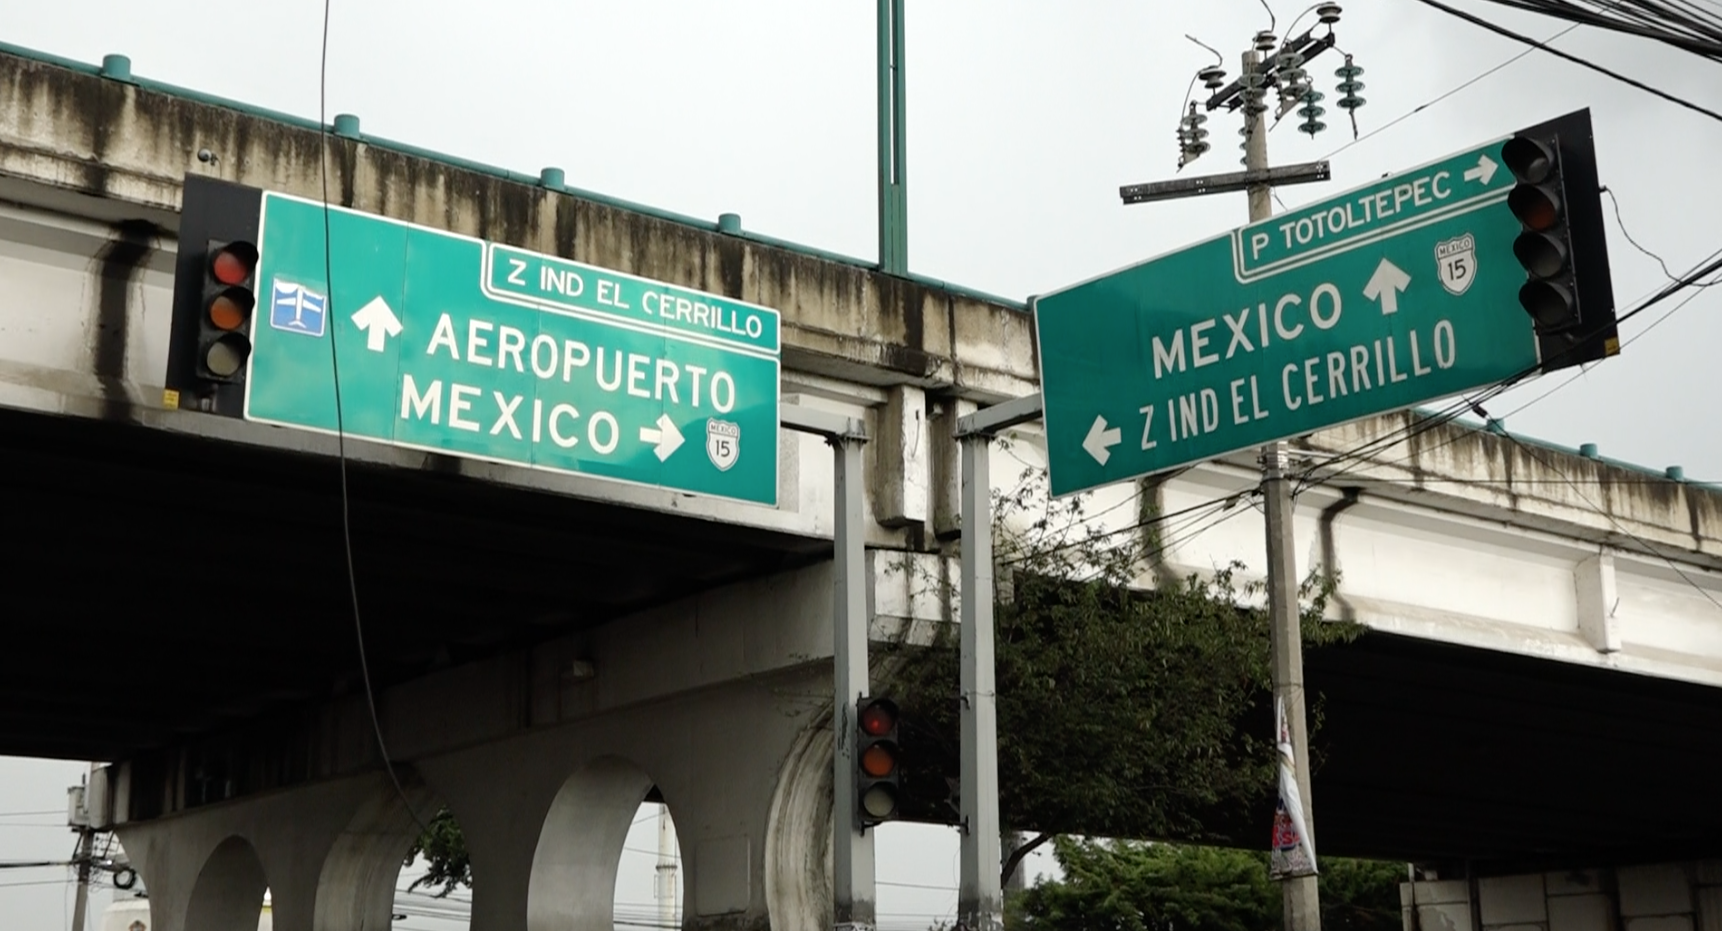 Z IND EL CERRILLO
AEROPUERTO
MEXICO
MEXICO
15
P TOTOLTEPEC
MEXICO
MEXICO
15
Z IND EL CERRILLO